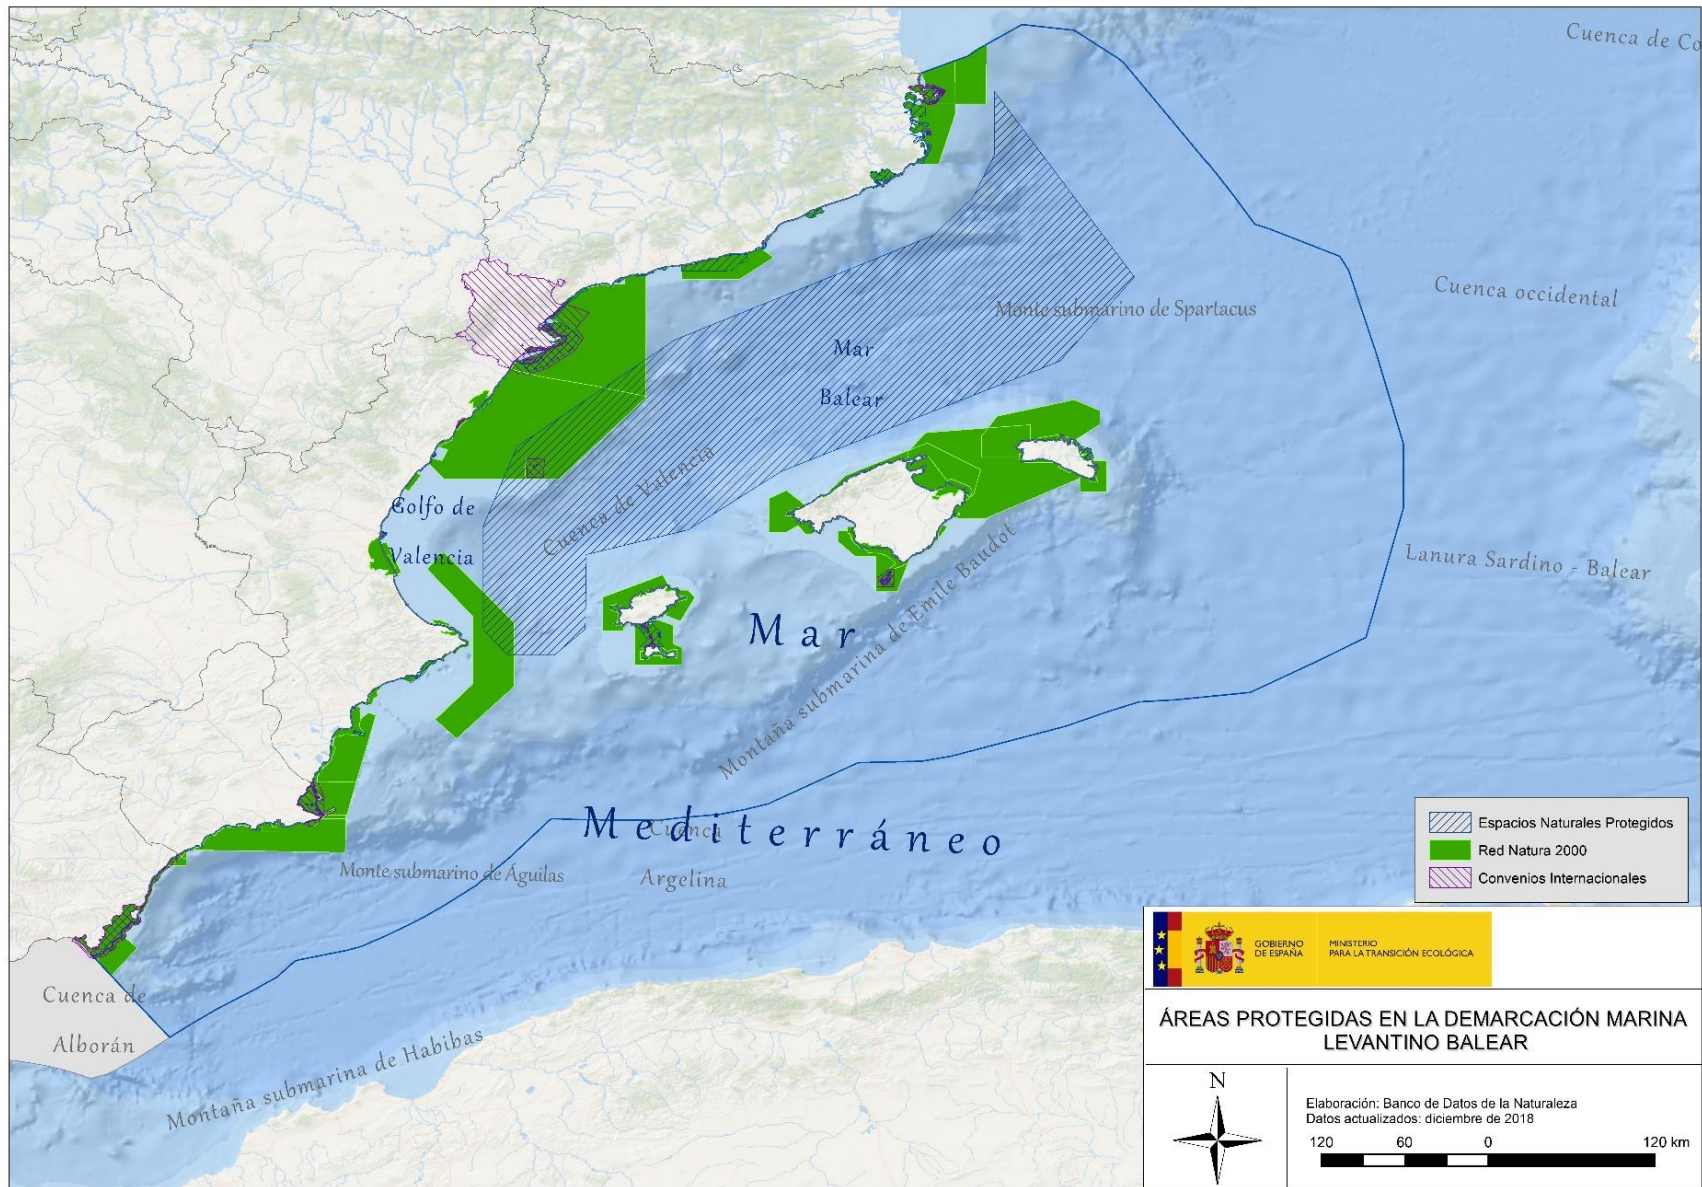 Cuenca de Co
Cuenca occidental
Monte submarino de Spartacus
Mar
Balear
Cuenca de Valencia
Golfo de
Valencia
Lanura Sardino - Balear
Montaña submarina de Emile Baudot
Mar
Mediterráneo
Cuenca
Argelina
Monte submarino de Águilas
Cuenca de
Alborán
Montaña submarina de Habibas
Espacios Naturales Protegidos
Red Natura 2000
Convenios Internacionales
GOBIERNO
DE ESPAÑA
MINISTERIO
PARA LA TRANSICIÓN ECOLÓGICA
ÁREAS PROTEGIDAS EN LA DEMARCACIÓN MARINA
LEVANTINO BALEAR
N
Elaboración: Banco de Datos de la Naturaleza
Datos actualizados: diciembre de 2018
120 60 0 120 km